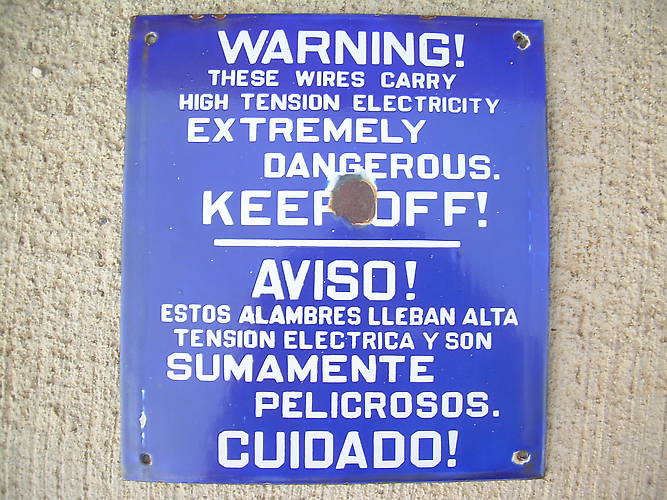 WARNING!
THESE WIRES CARRY
HIGH TENSION ELECTRICITY
EXTREMELY
DANGEROUS.
KEEP OFF!
AVISO!
ESTOS ALAMBRES LLEBAN ALTA
TENSION ELECTRICA Y SON
SUMAMENTE
PELICROSOS.
CUIDADO!